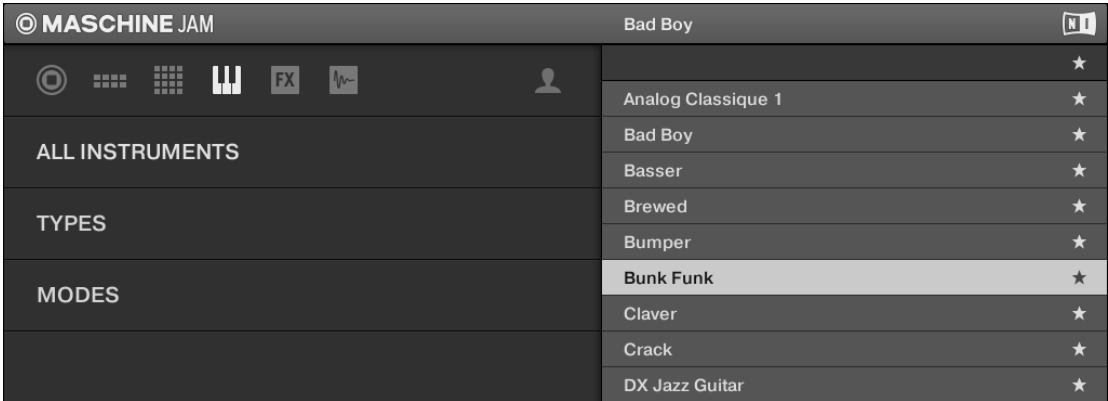 MASCHINE JAM
Bad Boy
NI
FX
ALL INSTRUMENTS
TYPES
MODES
Analog Classique 1
Bad Boy
Basser
Brewed
Bumper
Bunk Funk
Claver
Crack
DX Jazz Guitar